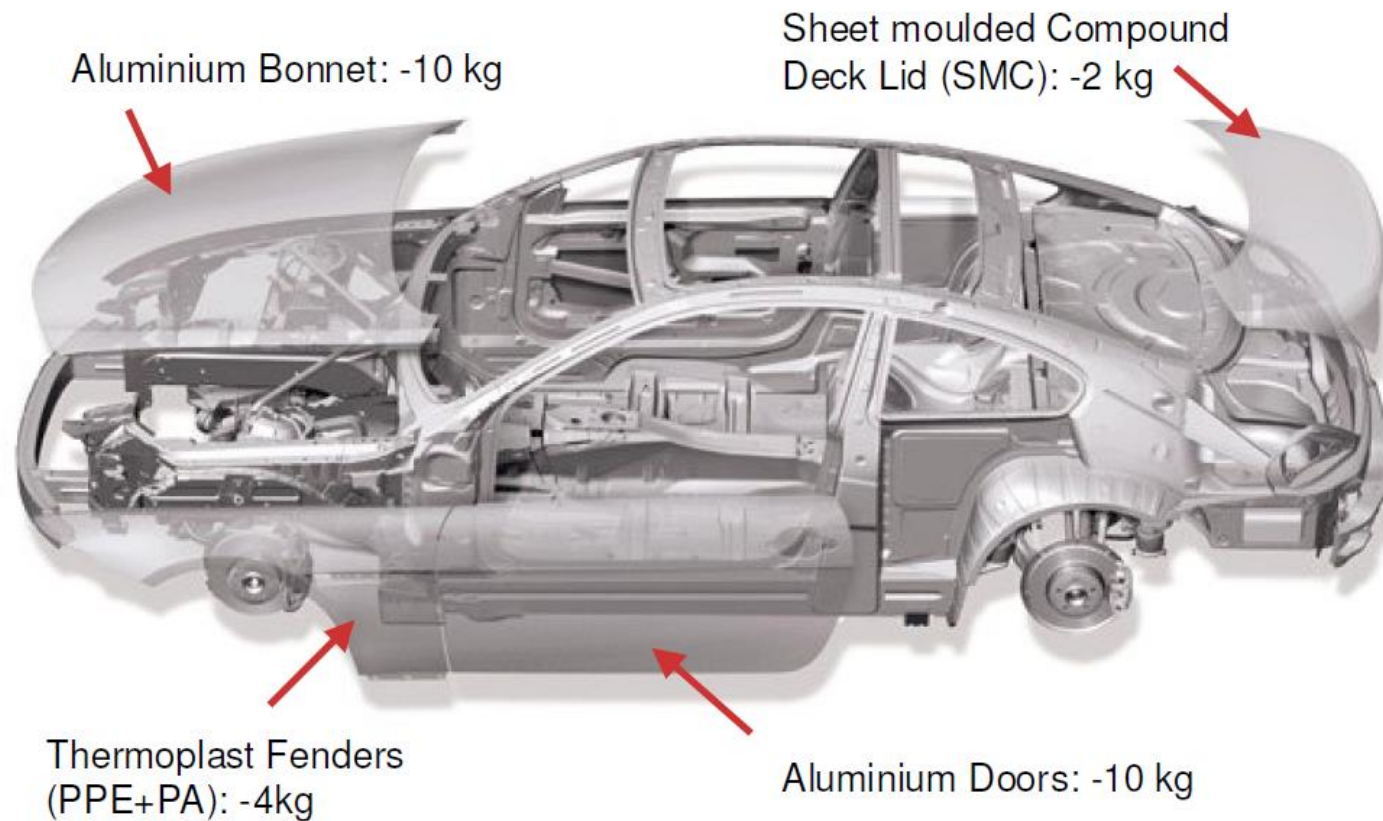 Sheet moulded Compound
Deck Lid (SMC): -2 kg
Aluminium Bonnet: -10 kg
Thermoplast Fenders
(PPE+PA): -4kg
Aluminium Doors: -10 kg